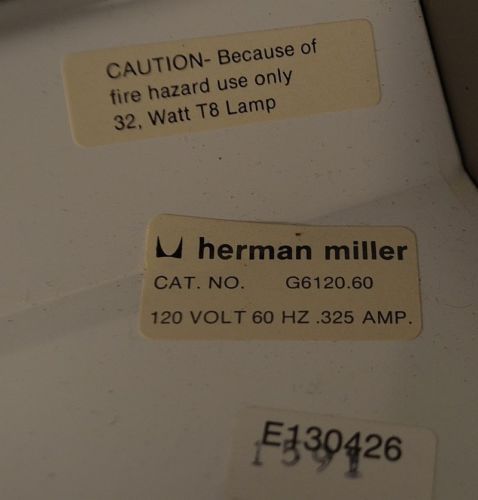 CAUTION- Because of
fire hazard use only
32, Watt T8 Lamp
herman miller
CAT. NO. G6120.60
120 VOLT 60 HZ .325 AMP.
E130426
1591